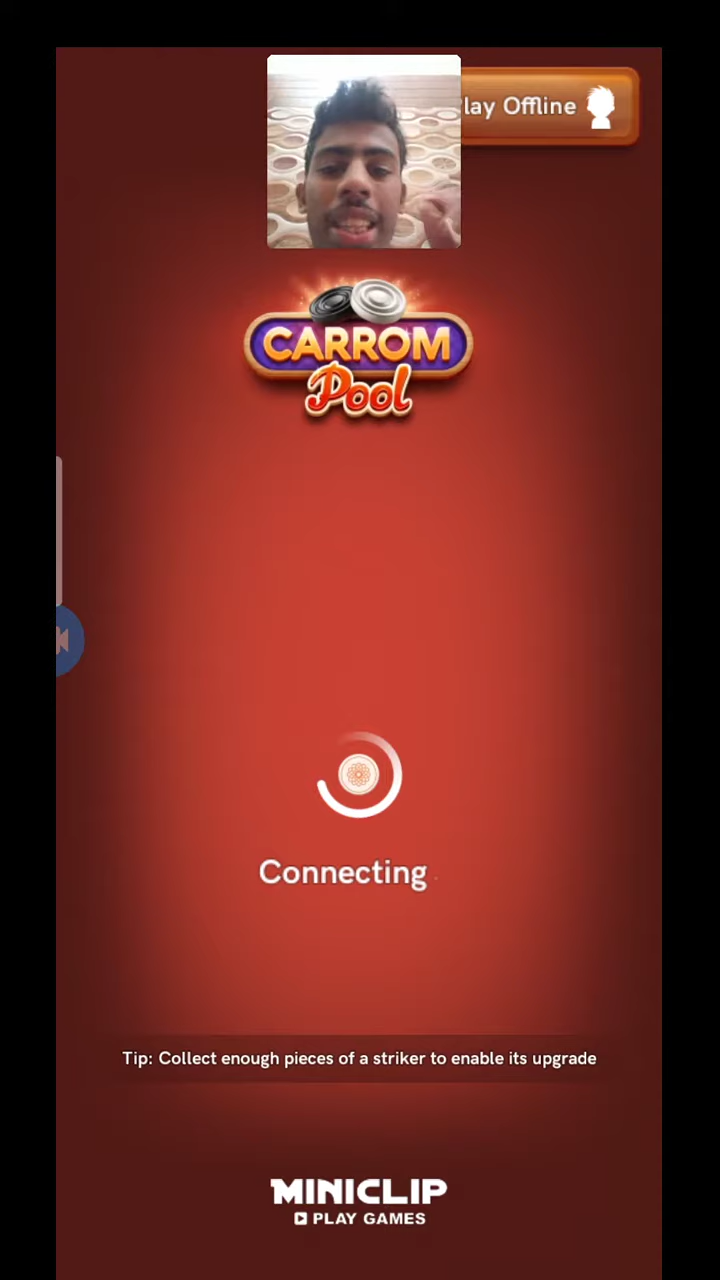 lay Offline
CARROM
Pool
Connecting
Tip: Collect enough pieces of a striker to enable its upgrade
MINICLIP
PLAY GAMES